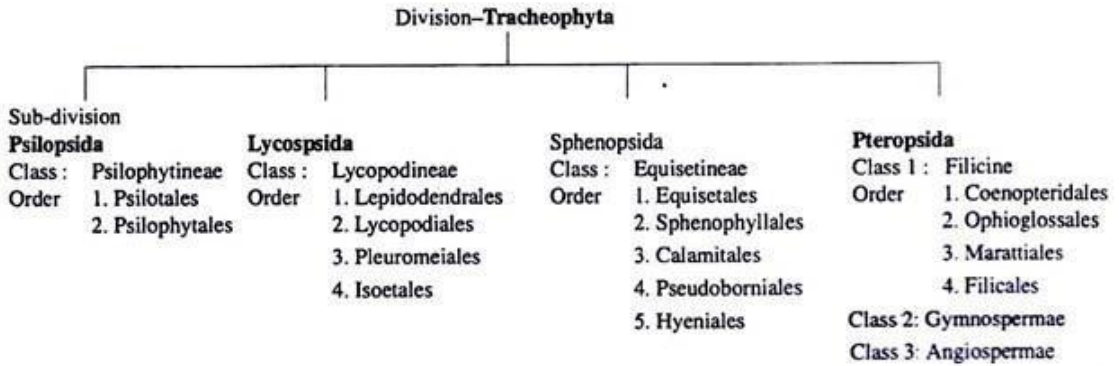 Division–Tracheophyta
Sub-division
Psilopsida
Class : Psilophytineae
Order 1. Psilotales
2. Psilophytales
Lycospsida
Class : Lycopodineae
Order 1. Lepidodendrales
2. Lycopodiales
3. Pleuromeiales
4. Isoetales
Sphenopsida
Class : Equisetineae
Order 1. Equisetales
2. Sphenophyllales
3. Calamitales
4. Pseudoborniales
5. Hyeniales
Pteropsida
Class 1 : Filicine
Order 1. Coenopteridales
2. Ophioglossales
3. Marattiales
4. Filicales
Class 2: Gymnospermae
Class 3: Angiospermae